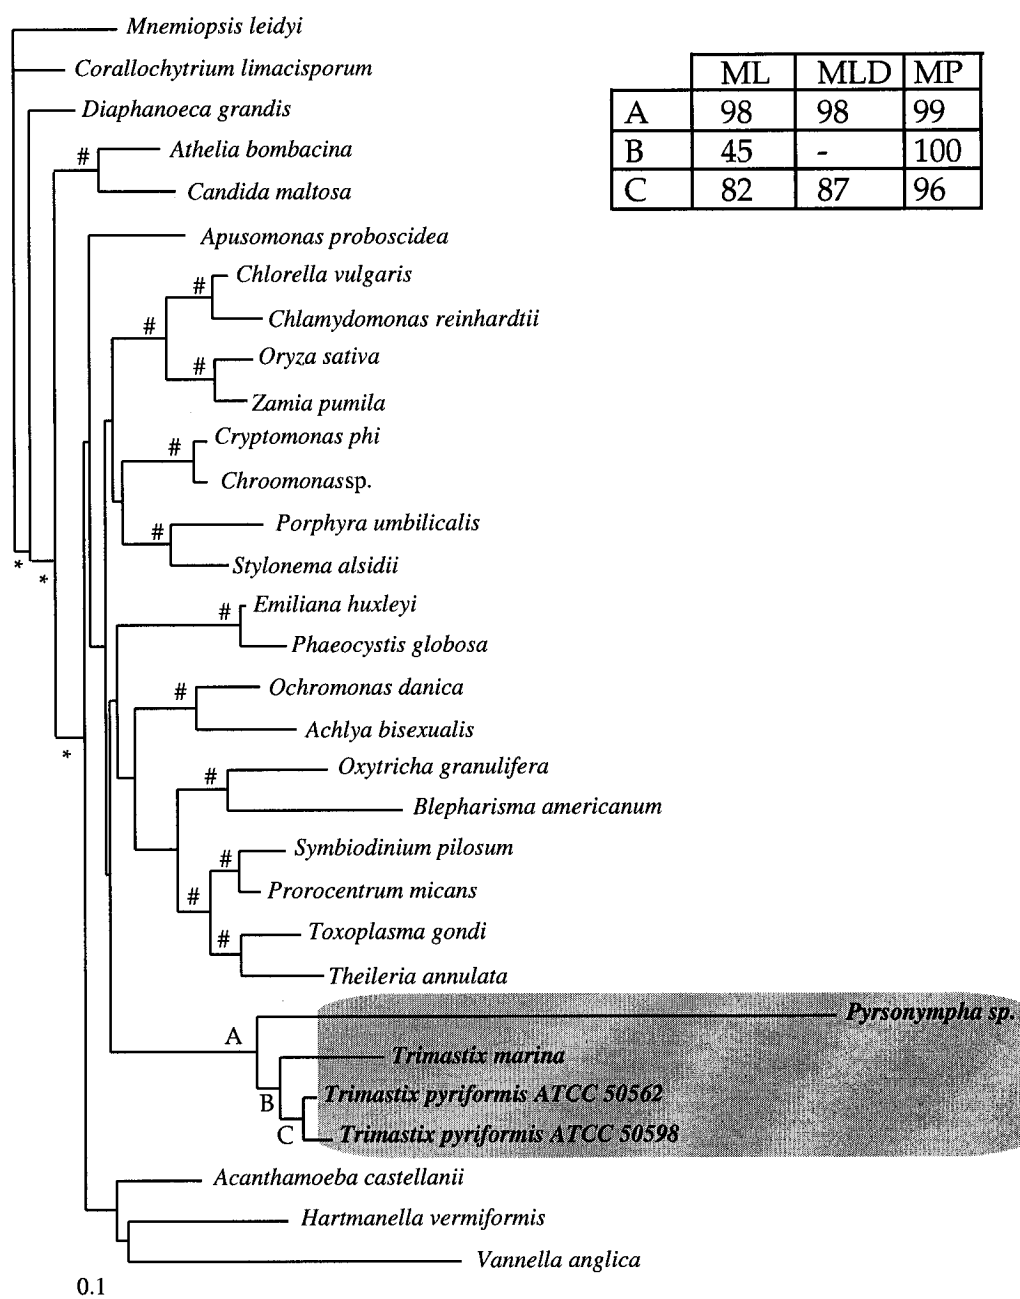 Mnemiopsis leidyi
Corallochytrium limacisporum
Diaphanoeca grandis
ML MLD MP
A 98 98 99
B 45 - 100
C 82 87 96
# Athelia bombacina
Candida maltosa
Apusomonas proboscidea
# Chlorella vulgaris
# Chlamydomonas reinhardtii
# Oryza sativa
Zamia pumila
# Cryptomonas phi
Chroomonas sp.
# Porphyra umbilicalis
* * Stylonema alsidii
# Emiliana huxleyi
Phaeocystis globosa
# Ochromonas danica
* Achlya bisexualis
# Oxytricha granulifera
Blepharisma americanum
# Symbiodinium pilosum
# Prorocentrum micans
# Toxoplasma gondi
Theileria annulata
Pyrsonympha sp.
A
Trimastix marina
B Trimastix pyriformis ATCC 50562
C Trimastix pyriformis ATCC 50598
Acanthamoeba castellanii
Hartmanella vermiformis
Vannella anglica
0.1